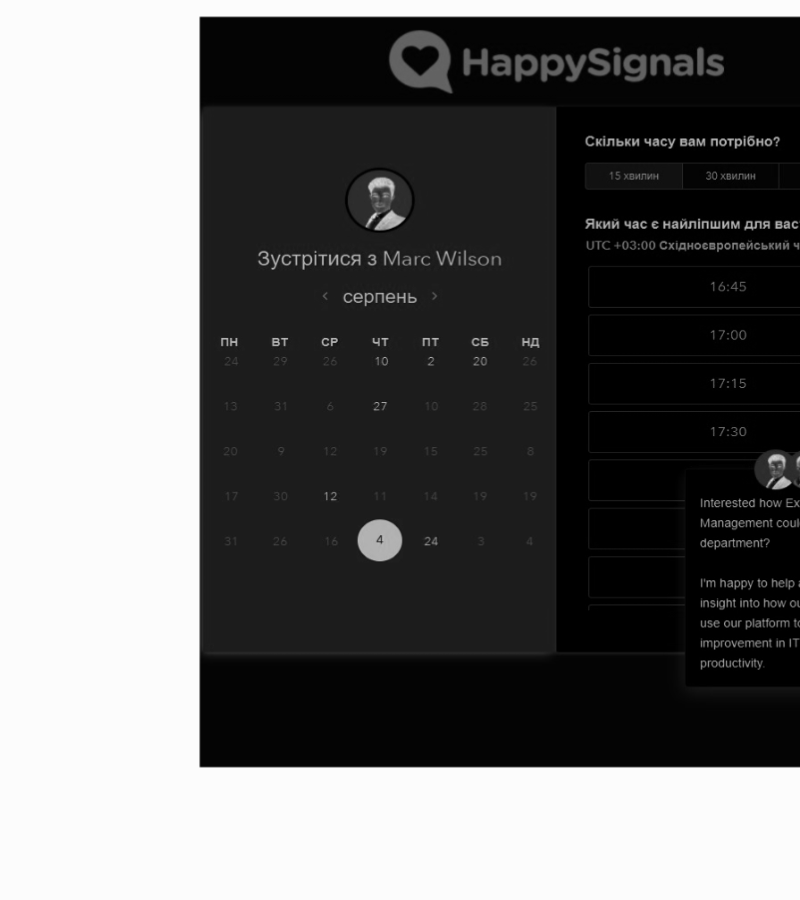 HappySignals
Зустрітися з Marc Wilson
серпень
ПН ВТ СР ЧТ ПТ СБ НД
24 29 26 10 2 20 26
13 31 6 27 10 28 25
20 9 12 19 15 25 8
17 30 12 11 14 19 19
31 26 16 4 24 3 4
Скільки часу вам потрібно?
15 хвилин 30 хвилин
Який час є найліпшим для вас
UTC +03:00 Східноєвропейський
16:45
17:00
17:15
17:30
Interested how
Management
department?
I'm happy to help
insight into how
use our platform
improvement in IT
productivity.